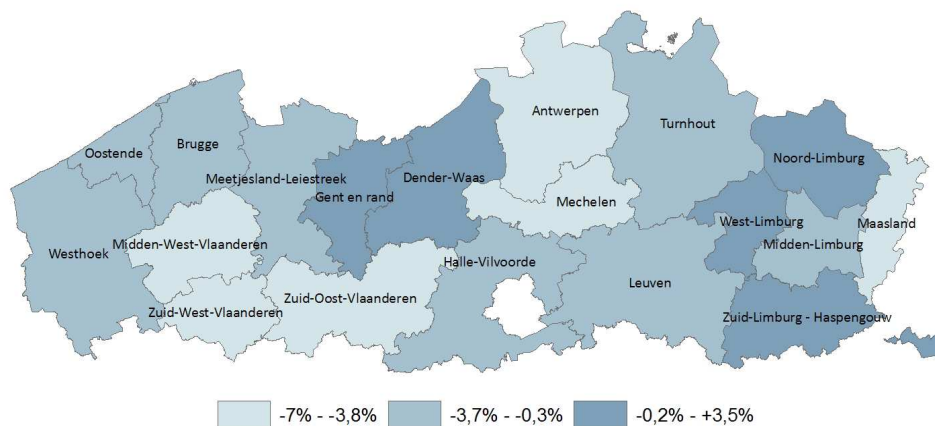 Antwerpen
Turnhout
Oostende
Brugge
Noord-Limburg
Meetjesland-Leiestreek
Dender-Waas
Gent en rand
Mechelen
West-Limburg
Maasland
Midden-West-Vlaanderen
Westhoek
Midden-Limburg
Halle-Vilvoorde
Leuven
Zuid-Oost-Vlaanderen
Zuid-West-Vlaanderen
Zuid-Limburg - Haspengouw
-7% - -3,8%
-3,7% - -0,3%
-0,2% - +3,5%